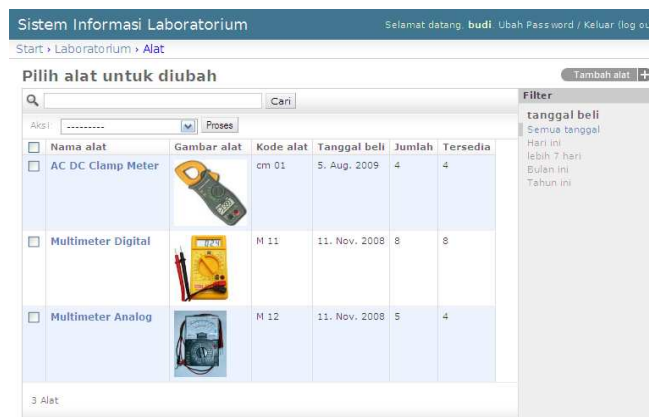 Sistem Informasi Laboratorium
Selamat datang, budi. Ubah Password / Keluar (log ou
Start › Laboratorium › Alat
Pilih alat untuk diubah
Tambah alat +
Cari
Aksi: --------- Proses
Nama alat Gambar alat Kode alat Tanggal beli Jumlah Tersedia
AC DC Clamp Meter cm 01 5. Aug. 2009 4 4
Multimeter Digital M 11 11. Nov. 2008 8 8
Multimeter Analog M 12 11. Nov. 2008 5 4
3 Alat
Filter
tanggal beli
Semua tanggal
Hari ini
lebih 7 hari
Bulan ini
Tahun ini